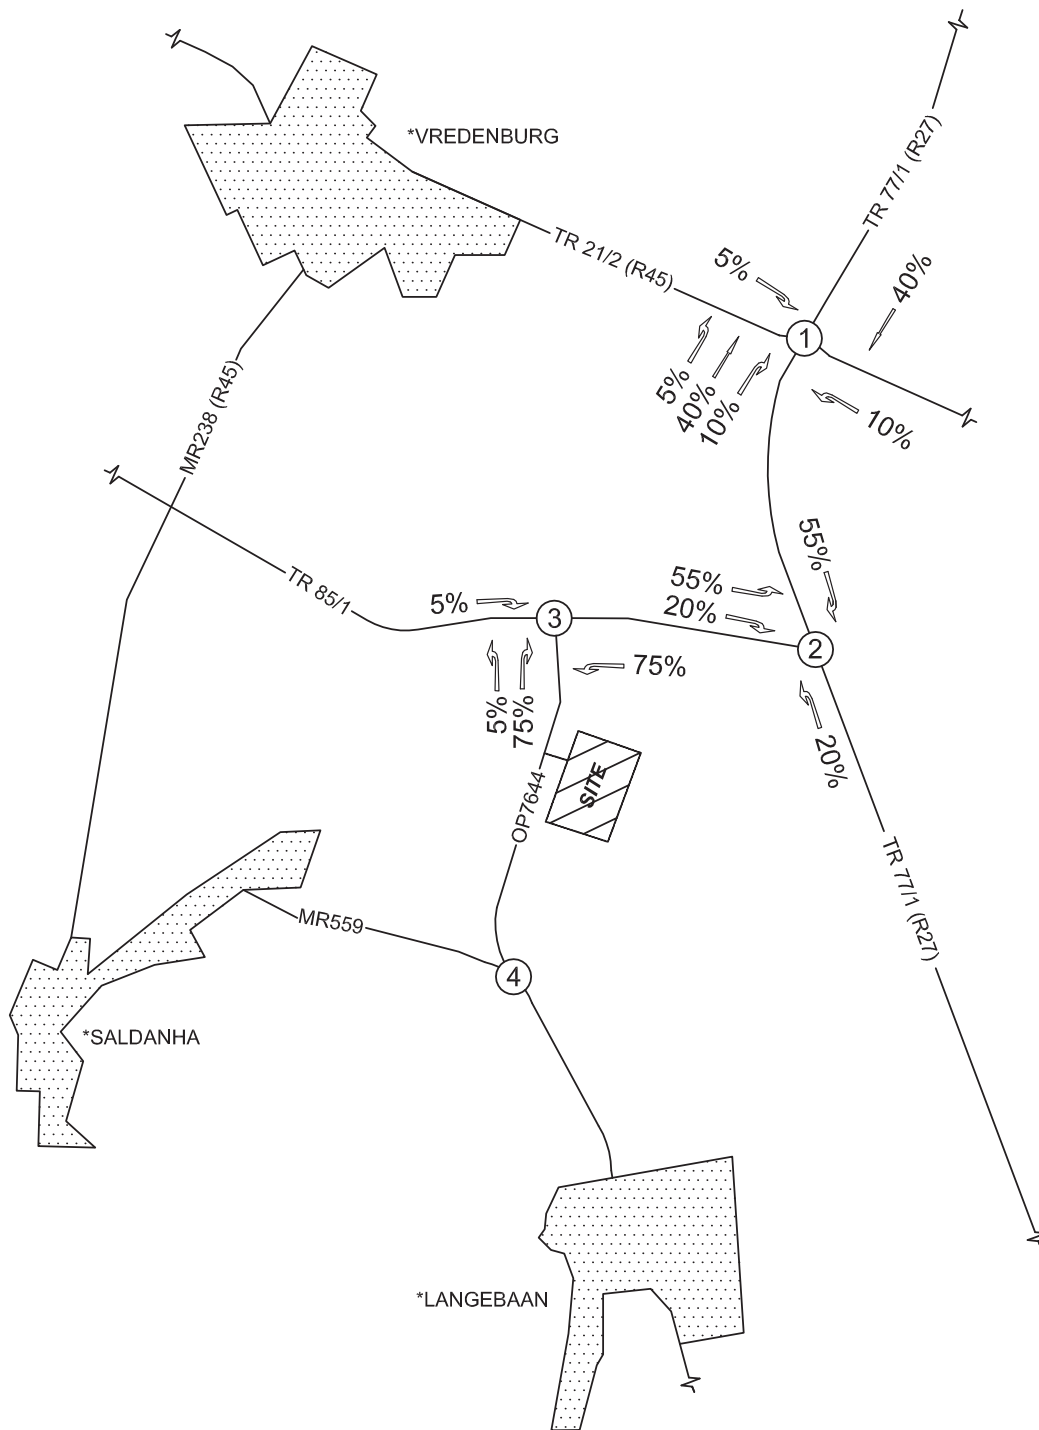 *VREDENBURG
TR 77/1 (R27)
TR 21/2 (R45)
5%
40%
1
5%
40%
10%
10%
MR238 (R45)
TR 85/1
5%
3
55%
20%
55%
2
75%
5%
75%
20%
SITE
OP7644
TR 77/1 (R27)
MR559
4
*SALDANHA
*LANGEBAAN